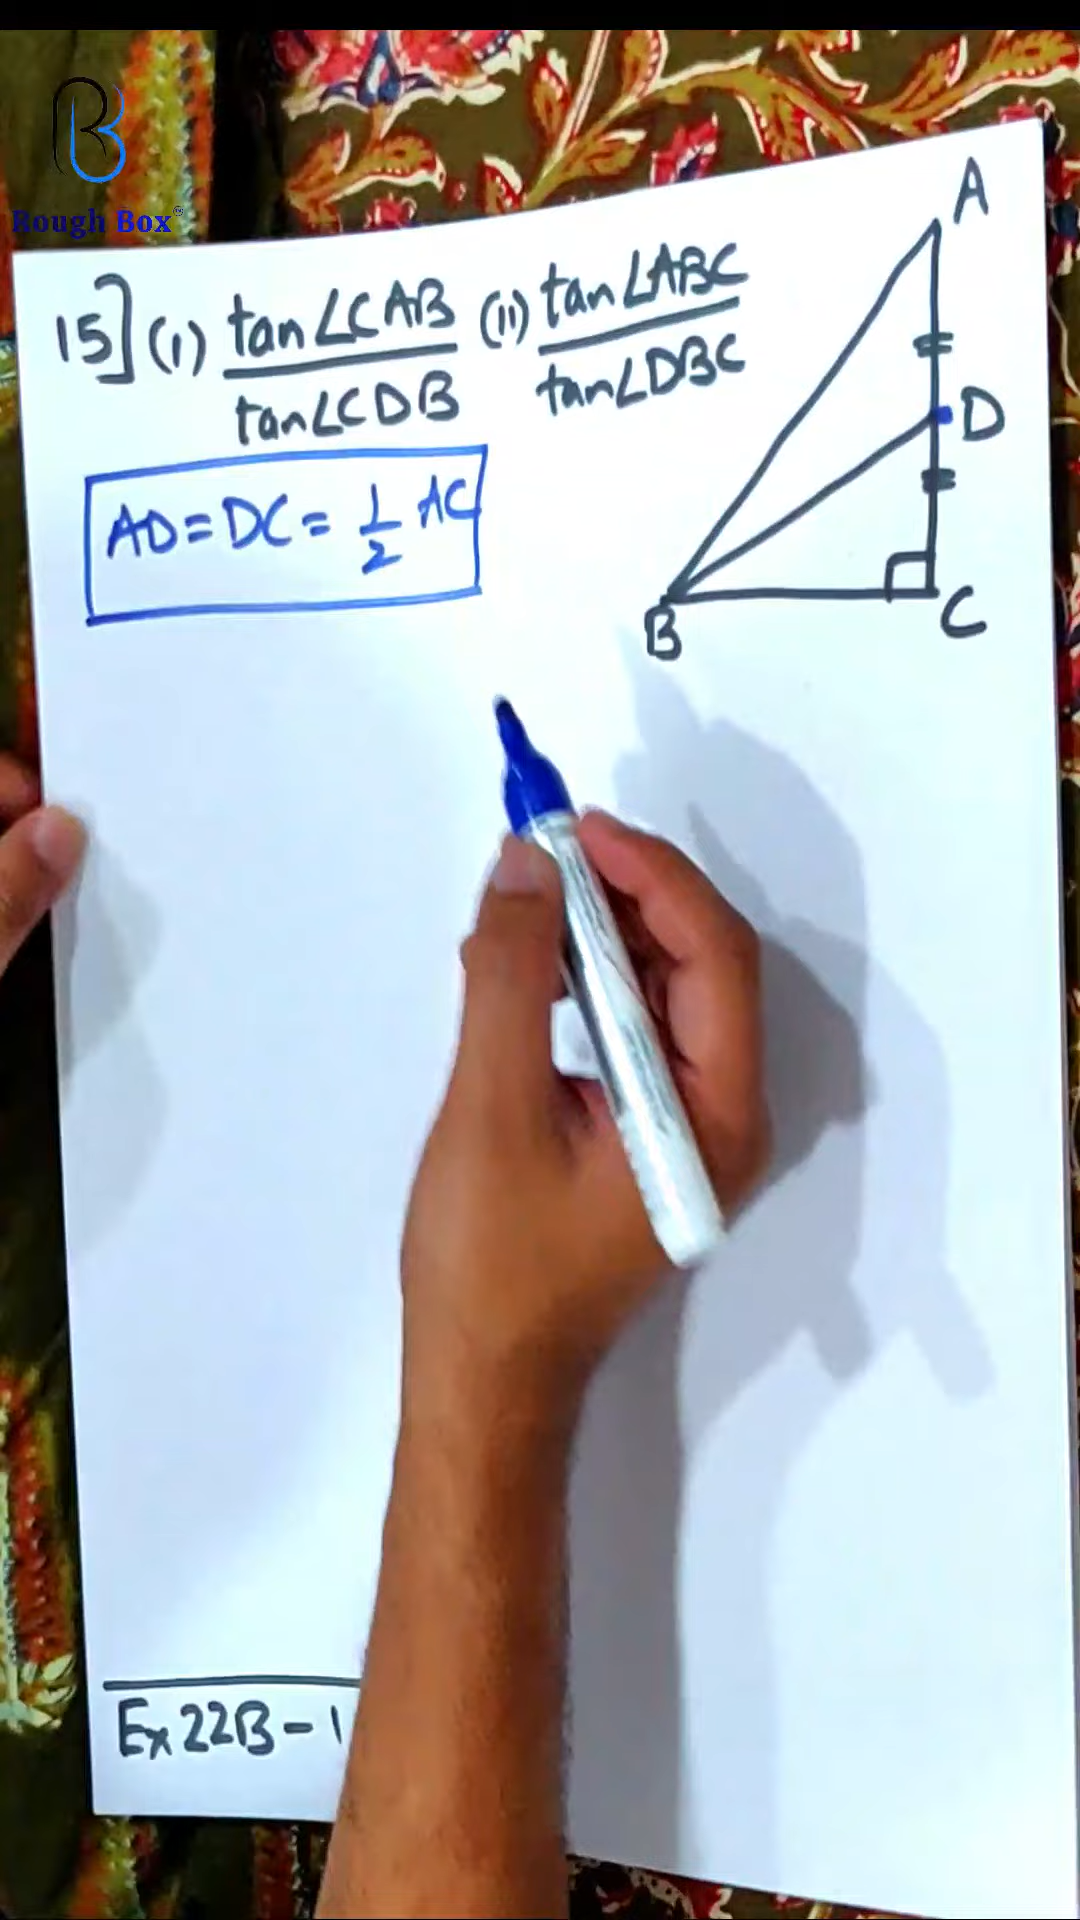 Rough Box™
15] (i) tan∠CAB / tan∠CDB (ii) tan∠ABC / tan∠DBC
AD = DC = 1/2 AC
A
D
B
C
Ex 22B - 1